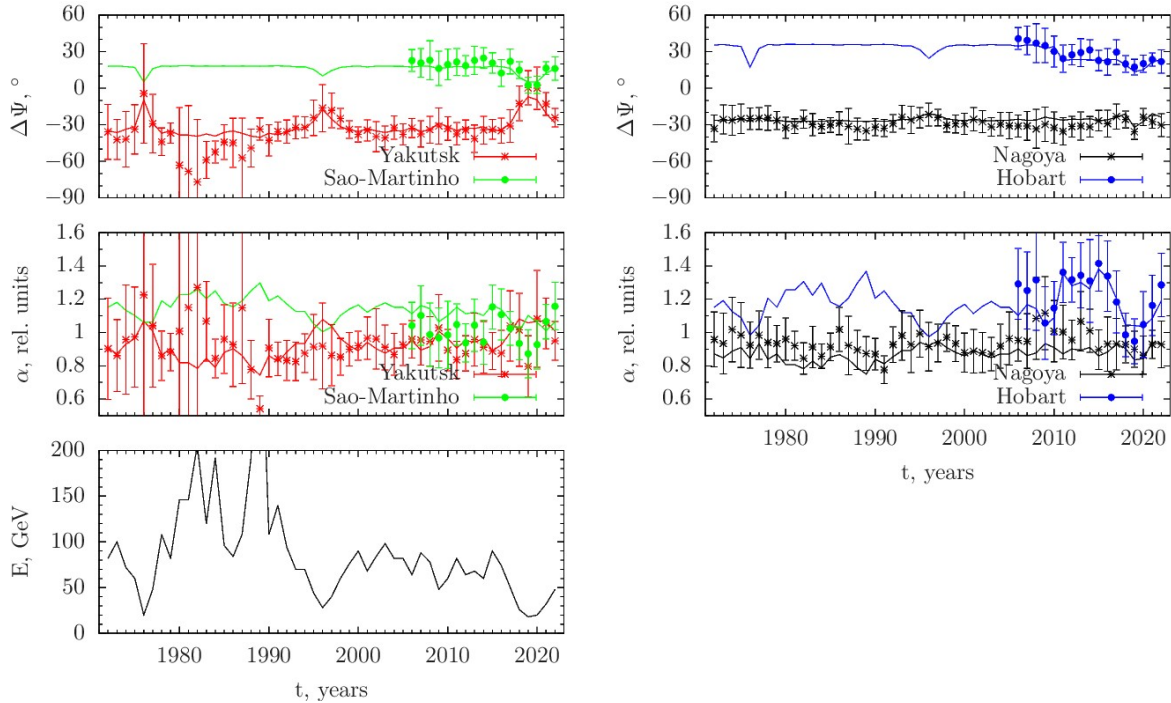 60
30
0
−30
−60
−90
ΔΨ, °
Yakutsk
Sao-Martinho
60
30
0
−30
−60
−90
ΔΨ, °
Nagoya
Hobart
1.6
1.4
1.2
1
0.8
0.6
α, rel. units
Yakutsk
Sao-Martinho
1.6
1.4
1.2
1
0.8
0.6
α, rel. units
Nagoya
Hobart
1980 1990 2000 2010 2020
t, years
200
150
100
50
0
E, GeV
1980 1990 2000 2010 2020
t, years